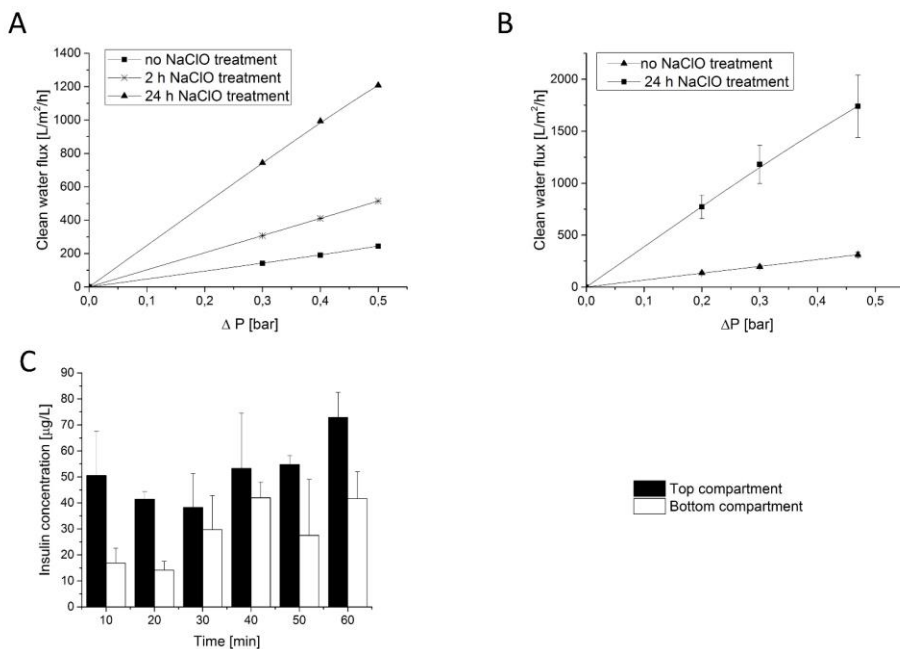 A
Clean water flux [L/m²/h]
1400
1200
1000
800
600
400
200
0
no NaClO treatment
2 h NaClO treatment
24 h NaClO treatment
0,0 0,1 0,2 0,3 0,4 0,5
Δ P [bar]
B
Clean water flux [L/m²/h]
2000
1750
1500
1250
1000
750
500
250
0
no NaClO treatment
24 h NaClO treatment
0,0 0,1 0,2 0,3 0,4 0,5
ΔP [bar]
C
Insulin concentration [µg/L]
90
80
70
60
50
40
30
20
10
0
10 20 30 40 50 60
Time [min]
Top compartment
Bottom compartment